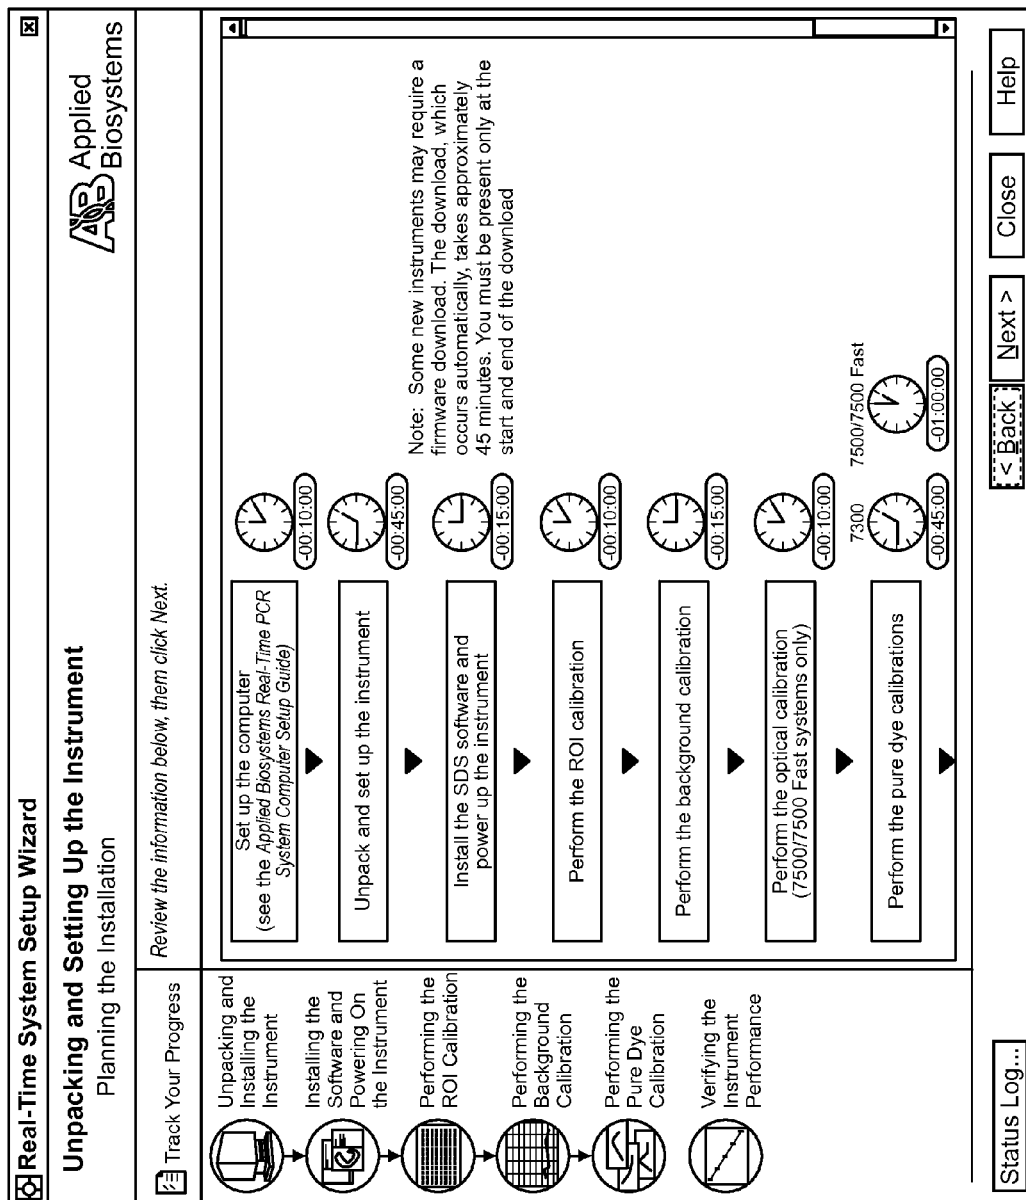 Real-Time System Setup Wizard
Unpacking and Setting Up the Instrument
Planning the Installation
AB Applied
Biosystems
Track Your Progress
Review the information below, them click Next.
Unpacking and
Installing the
Instrument
Installing the
Software and
Powering On
the Instrument
Performing the
ROI Calibration
Performing the
Background
Calibration
Performing the
Pure Dye
Calibration
Verifying the
Instrument
Performance
Set up the computer
(see the Applied Biosystems Real-Time PCR
System Computer Setup Guide)
-00:10:00
Unpack and set up the instrument
-00:45:00
Install the SDS software and
power up the instrument
-00:15:00
Note: Some new instruments may require a
firmware download. The download, which
occurs automatically, takes approximately
45 minutes. You must be present only at the
start and end of the download
Perform the ROI calibration
-00:10:00
Perform the background calibration
-00:15:00
Perform the optical calibration
(7500/7500 Fast systems only)
-00:10:00
Perform the pure dye calibrations
7300
-00:45:00
7500/7500 Fast
-01:00:00
Status Log...
< Back
Next >
Close
Help